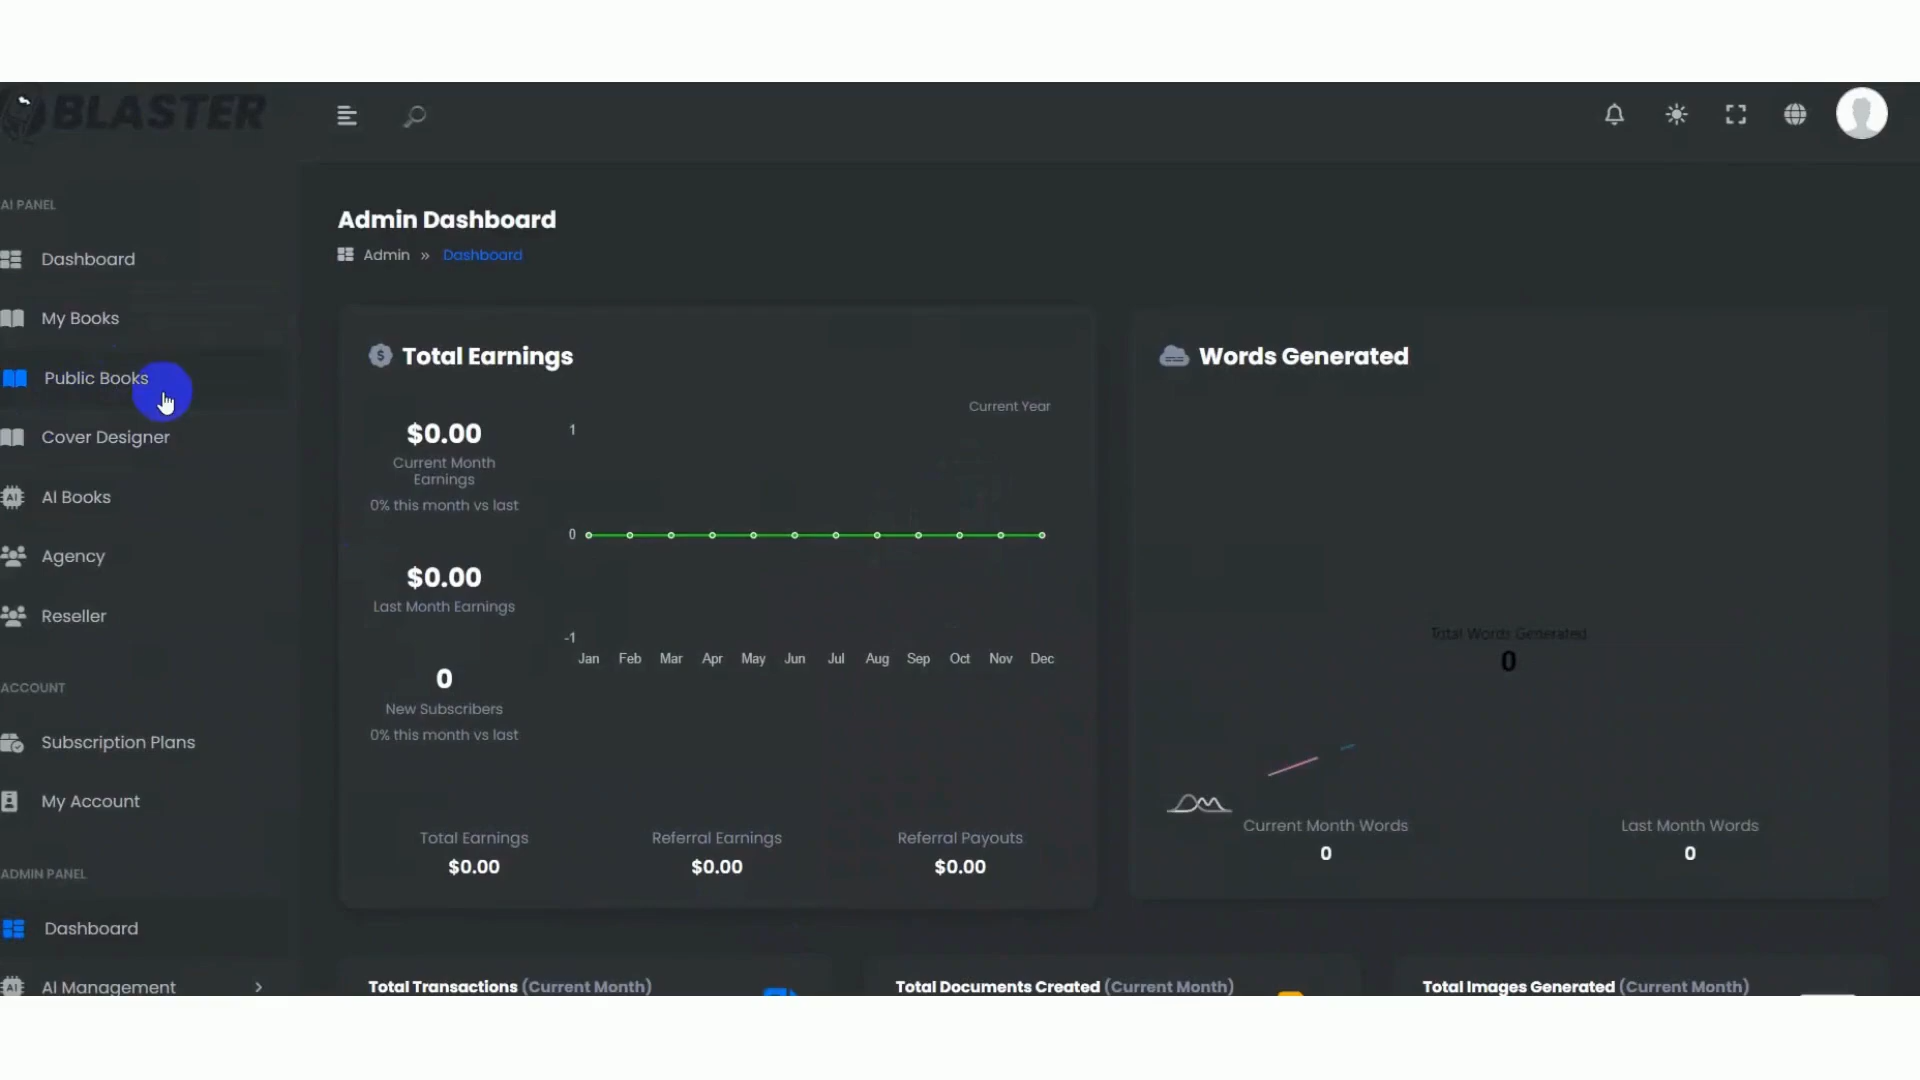 BLASTER
AI PANEL
Dashboard
My Books
Public Books
Cover Designer
AI Books
Agency
Reseller
ACCOUNT
Subscription Plans
My Account
ADMIN PANEL
Dashboard
AI Management
Admin Dashboard
Admin » Dashboard
Total Earnings
$0.00
Current Month
Earnings
0% this month vs last
$0.00
Last Month Earnings
0
New Subscribers
0% this month vs last
Current Year
1
0
-1
Jan Feb Mar Apr May Jun Jul Aug Sep Oct Nov Dec
Total Earnings
$0.00
Referral Earnings
$0.00
Referral Payouts
$0.00
Words Generated
Total Words Generated
0
Current Month Words
0
Last Month Words
0
Total Transactions (Current Month)
Total Documents Created (Current Month)
Total Images Generated (Current Month)